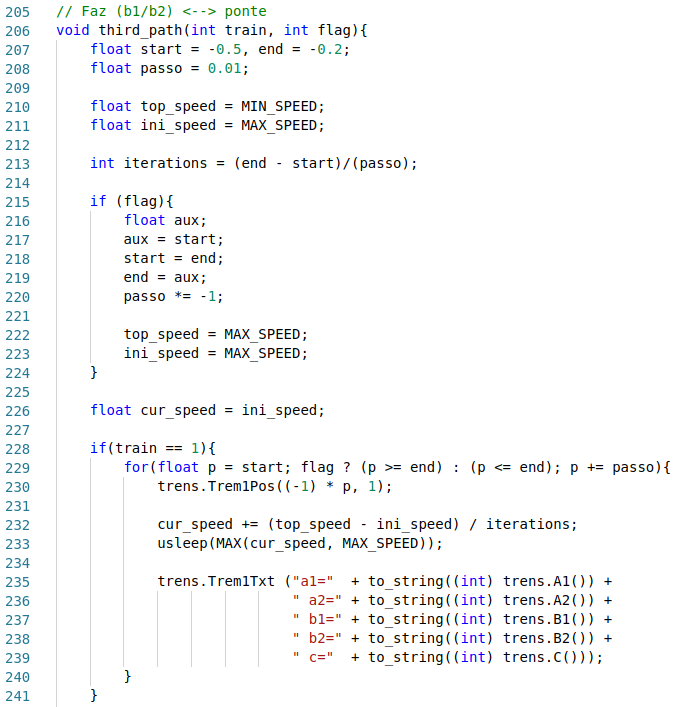 205 // Faz (b1/b2) <--> ponte
206 void third_path(int train, int flag){
207     float start = -0.5, end = -0.2;
208     float passo = 0.01;
209
210     float top_speed = MIN_SPEED;
211     float ini_speed = MAX_SPEED;
212
213     int iterations = (end - start)/(passo);
214
215     if (flag){
216         float aux;
217         aux = start;
218         start = end;
219         end = aux;
220         passo *= -1;
221
222         top_speed = MAX_SPEED;
223         ini_speed = MAX_SPEED;
224     }
225
226     float cur_speed = ini_speed;
227
228     if(train == 1){
229         for(float p = start; flag ? (p >= end) : (p <= end); p += passo){
230             trens.Trem1Pos((-1) * p, 1);
231
232             cur_speed += (top_speed - ini_speed) / iterations;
233             usleep(MAX(cur_speed, MAX_SPEED));
234
235             trens.Trem1Txt ("a1="  + to_string((int) trens.A1()) +
236                             " a2=" + to_string((int) trens.A2()) +
237                             " b1=" + to_string((int) trens.B1()) +
238                             " b2=" + to_string((int) trens.B2()) +
239                             " c="  + to_string((int) trens.C()));
240         }
241     }